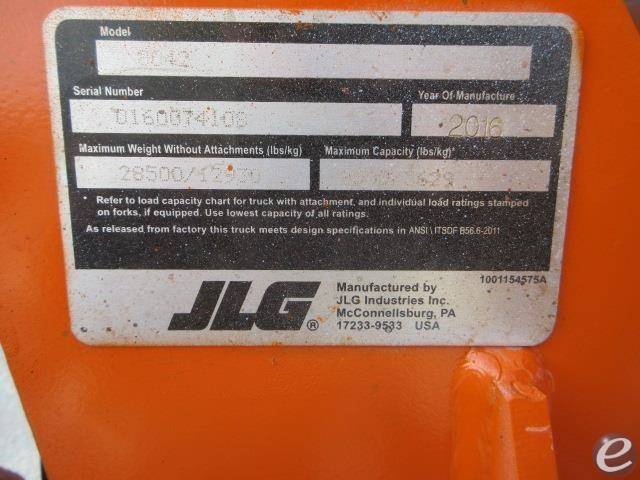 Model
8042
Serial Number
Year Of Manufacture
0160074108
2016
Maximum Weight Without Attachments (lbs/kg)
Maximum Capacity (lbs/kg)*
28500/12930
* Refer to load capacity chart for truck with attachment, and individual load ratings stamped
on forks, if equipped. Use lowest capacity of all ratings.
As released from factory this truck meets design specifications in ANSI \ ITSDF B56.6-2011
1001154575A
JLG®
Manufactured by
JLG Industries Inc.
McConnellsburg, PA
17233-9533 USA
e